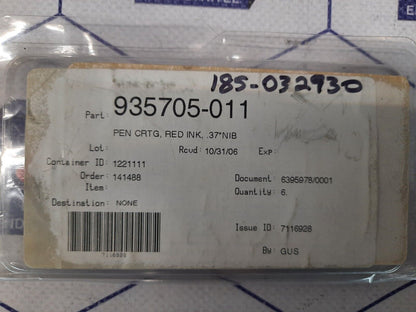 185-032930
Part: 935705-011
PEN CRTG, RED INK, .37"NIB
Lot: Rcvd: 10/31/06 Exp:
Container ID: 1221111
Order: 141488 Document: 6395978/0001
Item: Quantity: 6.
Destination: NONE
Issue ID: 7116928
7116928
By: GUS